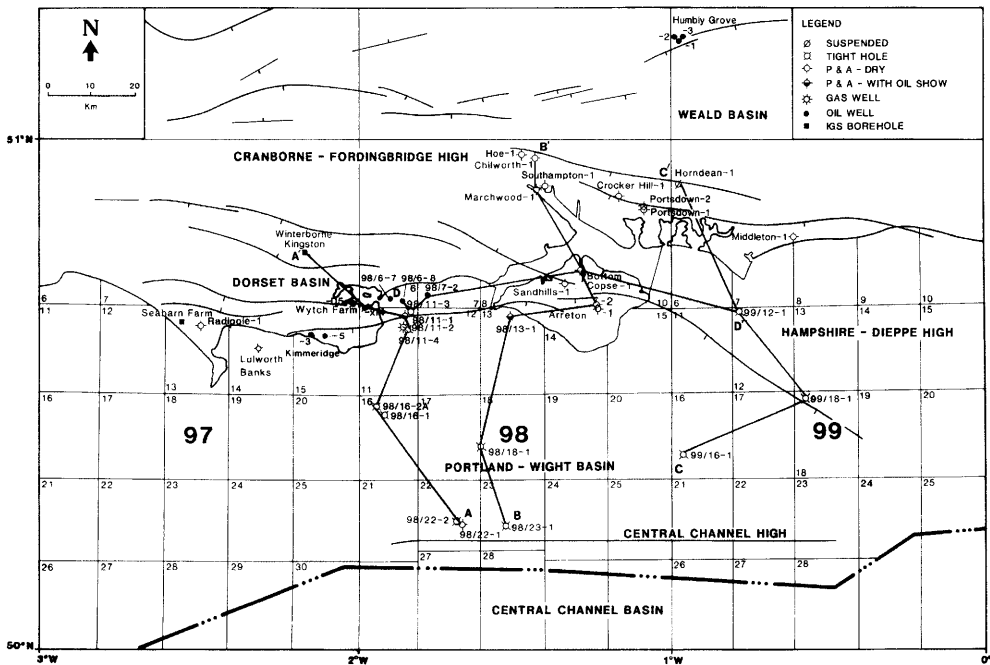 N
0 10 20
Km
Humbly Grove
-2 -3
-1
LEGEND
SUSPENDED
TIGHT HOLE
P & A - DRY
P & A - WITH OIL SHOW
GAS WELL
OIL WELL
IGS BOREHOLE
WEALD BASIN
51°N
CRANBORNE - FORDINGBRIDGE HIGH
Hoe-1
B'
Chilworth-1
Southampton-1
Marchwood-1
C'
Horndean-1
Crocker Hill-1
Portsdown-2
Portsdown-1
Middleton-1
Winterborne
Kingston
A'
98/6-7 98/6-8
98/7-2
DORSET BASIN
D
6
Bottom
Copse-1
Sandhills-1
-2
-1
Arreton
6 7 8 9 10
Wytch Farm
98/11-3
7 8
12 13
10 6
15 11
7
8
13
9
14
10
15
12 13
Seabarn Farm
Radipole-1
98/11-1
98/11-2
98/11-4
98/13-1
14
99/12-1
D'
HAMPSHIRE - DIEPPE HIGH
-3
-5
Kimmeridge
Lulworth
Banks
16 17
13
18
14
19
15
20
11
16
17
18
19
20
16
12
17
19
20
98/16-2A
98/16-1
99/18-1
97
98
99
98/18-1
PORTLAND - WIGHT BASIN
C
99/16-1
18
21 22 23 24 25 21 22 23 24 25 21 22 23 24 25
98/22-2
A
98/22-1
B
98/23-1
CENTRAL CHANNEL HIGH
27 28
26 27 28 29 30 29 30 26 27 28
CENTRAL CHANNEL BASIN
50°N
3°W 2°W 1°W 0°